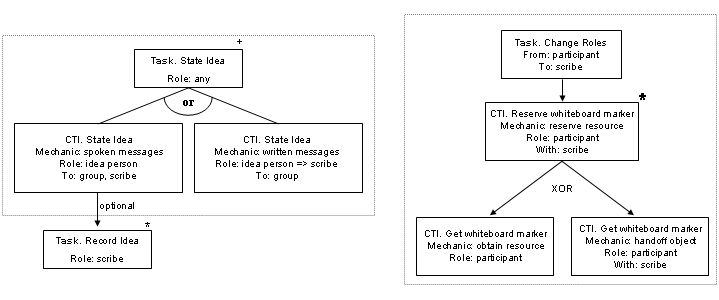 +
Task. State Idea
Role: any
or
CTI. State Idea
Mechanic: spoken messages
Role: idea person
To: group, scribe
CTI. State Idea
Mechanic: written messages
Role: idea person => scribe
To: group
optional
*
Task. Record Idea
Role: scribe
Task. Change Roles
From: participant
To: scribe
*
CTI. Reserve whiteboard marker
Mechanic: reserve resource
Role: participant
With: scribe
XOR
CTI. Get whiteboard marker
Mechanic: obtain resource
Role: participant
CTI. Get whiteboard marker
Mechanic: handoff object
Role: participant
With: scribe